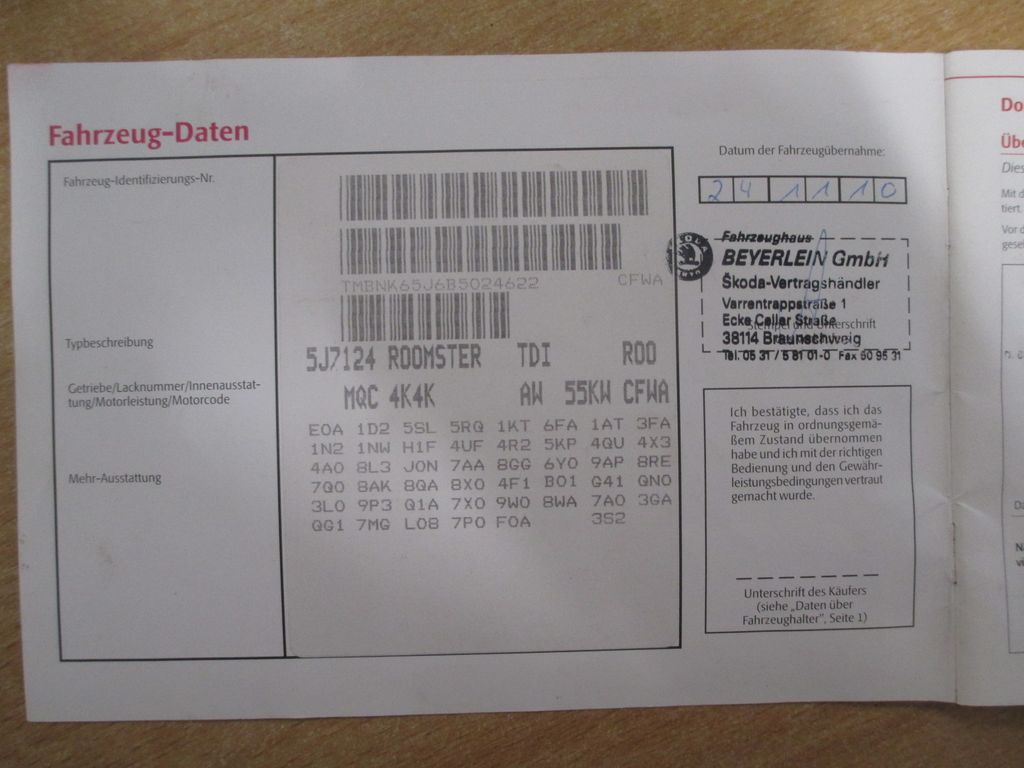 Fahrzeug-Daten
Fahrzeug-Identifizierungs-Nr.
TMBNK65J6B5024622 CFWA
Typbeschreibung
5J7124 ROOMSTER TDI ROO
Getriebe/Lacknummer/Innenausstat-
tung/Motorleistung/Motorcode
MQC 4K4K AW 55KW CFWA
Mehr-Ausstattung
E0A 1D2 5SL 5RQ 1KT 6FA 1AT 3FA
1N2 1NW H1F 4UF 4R2 5KP 4QU 4X3
4A0 8L3 J0N 7AA 8GG 6Y0 9AP 8RE
7Q0 8AK 8QA 8X0 4F1 B01 G41 QN0
3L0 9P3 Q1A 7X0 9W0 8WA 7A0 3GA
QG1 7MG L08 7P0 F0A 3S2
Datum der Fahrzeugübernahme:
24 11 10
Fahrzeughaus
BEYERLEIN GmbH
Škoda-Vertragshändler
Varrentrappstraße 1
Ecke Celler Straße
Stempel und Unterschrift
38114 Braunschweig
Tel. 05 31 / 5 81 01-0 Fax 50 95 31
Ich bestätigte, dass ich das
Fahrzeug in ordnungsgemä-
ßem Zustand übernommen
habe und ich mit der richtigen
Bedienung und den Gewähr-
leistungsbedingungen vertraut
gemacht wurde.
Unterschrift des Käufers
(siehe „Daten über
Fahrzeughalter", Seite 1)